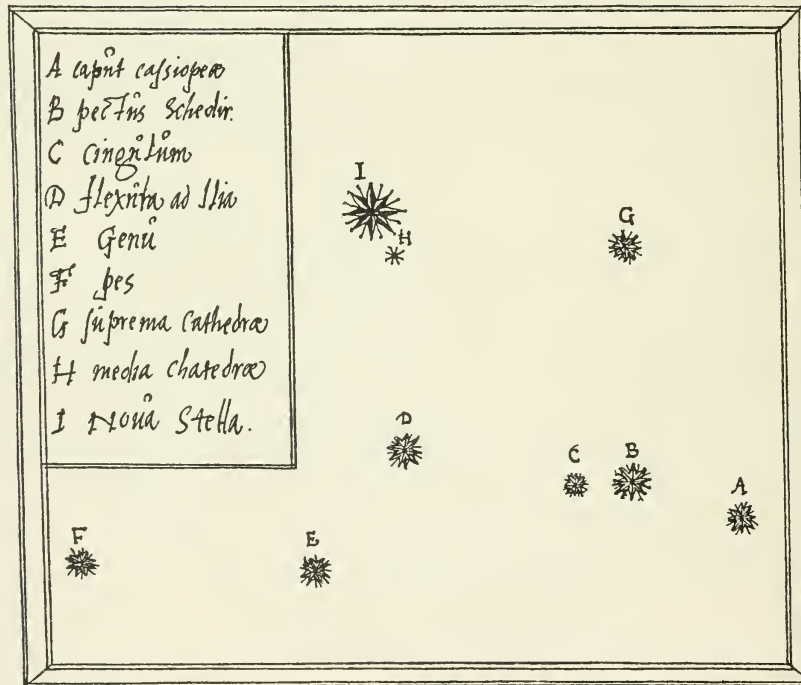 A caput cassiopeæ
B pectus Schedir.
C cingulum
D flexura ad Ilia
E Genu
F pes
G suprema Cathedræ
H media chatedræ
I Noua Stella.
I
H
G
D
C
B
A
F
E